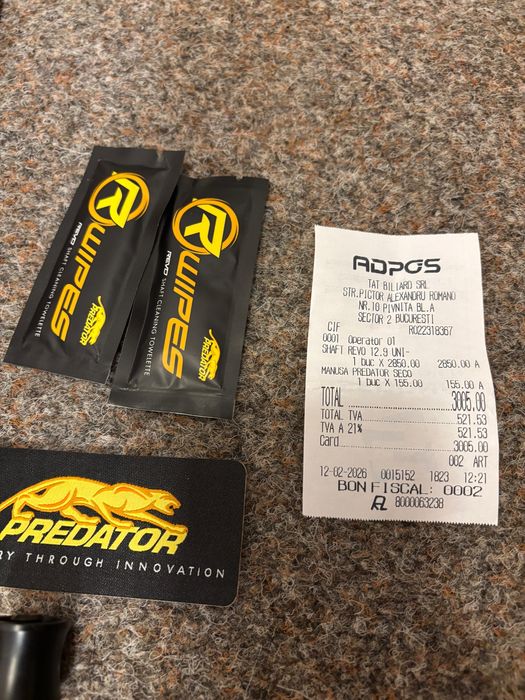 R WIPES
REVO SHAFT CLEANING TOWELETTE
PREDATOR
R WIPES
REVO SHAFT CLEANING TOWELETTE
PREDATOR
PREDATOR
RY THROUGH INNOVATION
ADPOS
TAT BILIARD SRL
STR.PICTOR ALEXANDRU ROMANO
NR.10 PIVNITA BL.A
SECTOR 2 BUCURESTI
CIF RO22318367
0001 Operator 01
SHAFT REVO 12.9 UNI-
1 buc X 2850.00 2850.00 A
MANUSA PREDATOR SECO
1 buc X 155.00 155.00 A
TOTAL 3005.00
TOTAL TVA 521.53
TVA A 21% 521.53
Card 3005.00
002 ART
12-02-2026 0015152 1823 12:21
BON FISCAL: 0002
8000063238